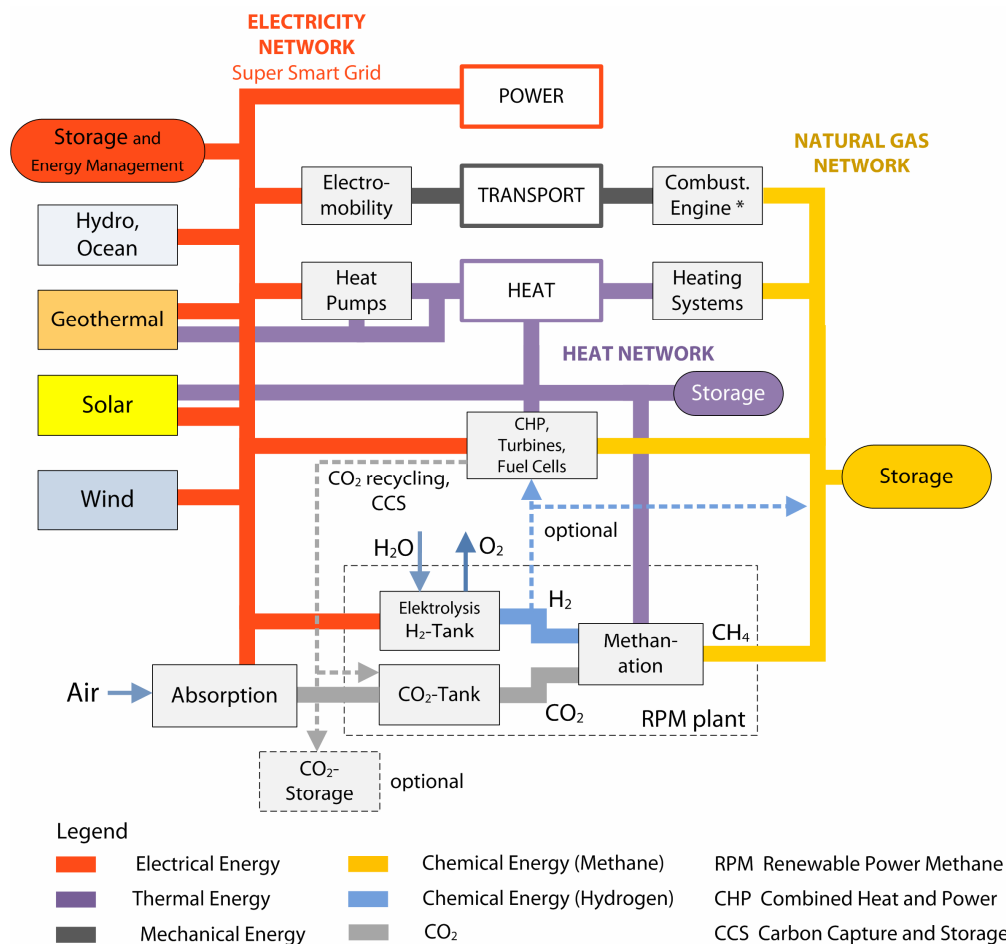 ELECTRICITY
NETWORK
Super Smart Grid
POWER
Storage and
Energy Management
NATURAL GAS
NETWORK
Electro-
mobility
TRANSPORT
Combust.
Engine *
Hydro,
Ocean
Heat
Pumps
HEAT
Heating
Systems
Geothermal
HEAT NETWORK
Solar
Storage
CHP,
Turbines,
Fuel Cells
Storage
CO2 recycling,
CCS
Wind
optional
H2O
O2
Elektrolysis
H2-Tank
H2
Methan-
ation
CH4
Air
Absorption
CO2-Tank
CO2
RPM plant
CO2-
Storage
optional
Legend
Electrical Energy
Chemical Energy (Methane)
RPM Renewable Power Methane
Thermal Energy
Chemical Energy (Hydrogen)
CHP Combined Heat and Power
Mechanical Energy
CO2
CCS Carbon Capture and Storage